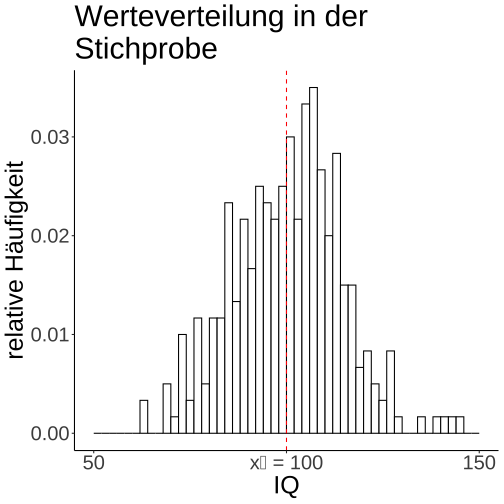 Werteverteilung in der
Stichprobe
relative Häufigkeit
0.03
0.02
0.01
0.00
50
x▯ = 100
150
IQ